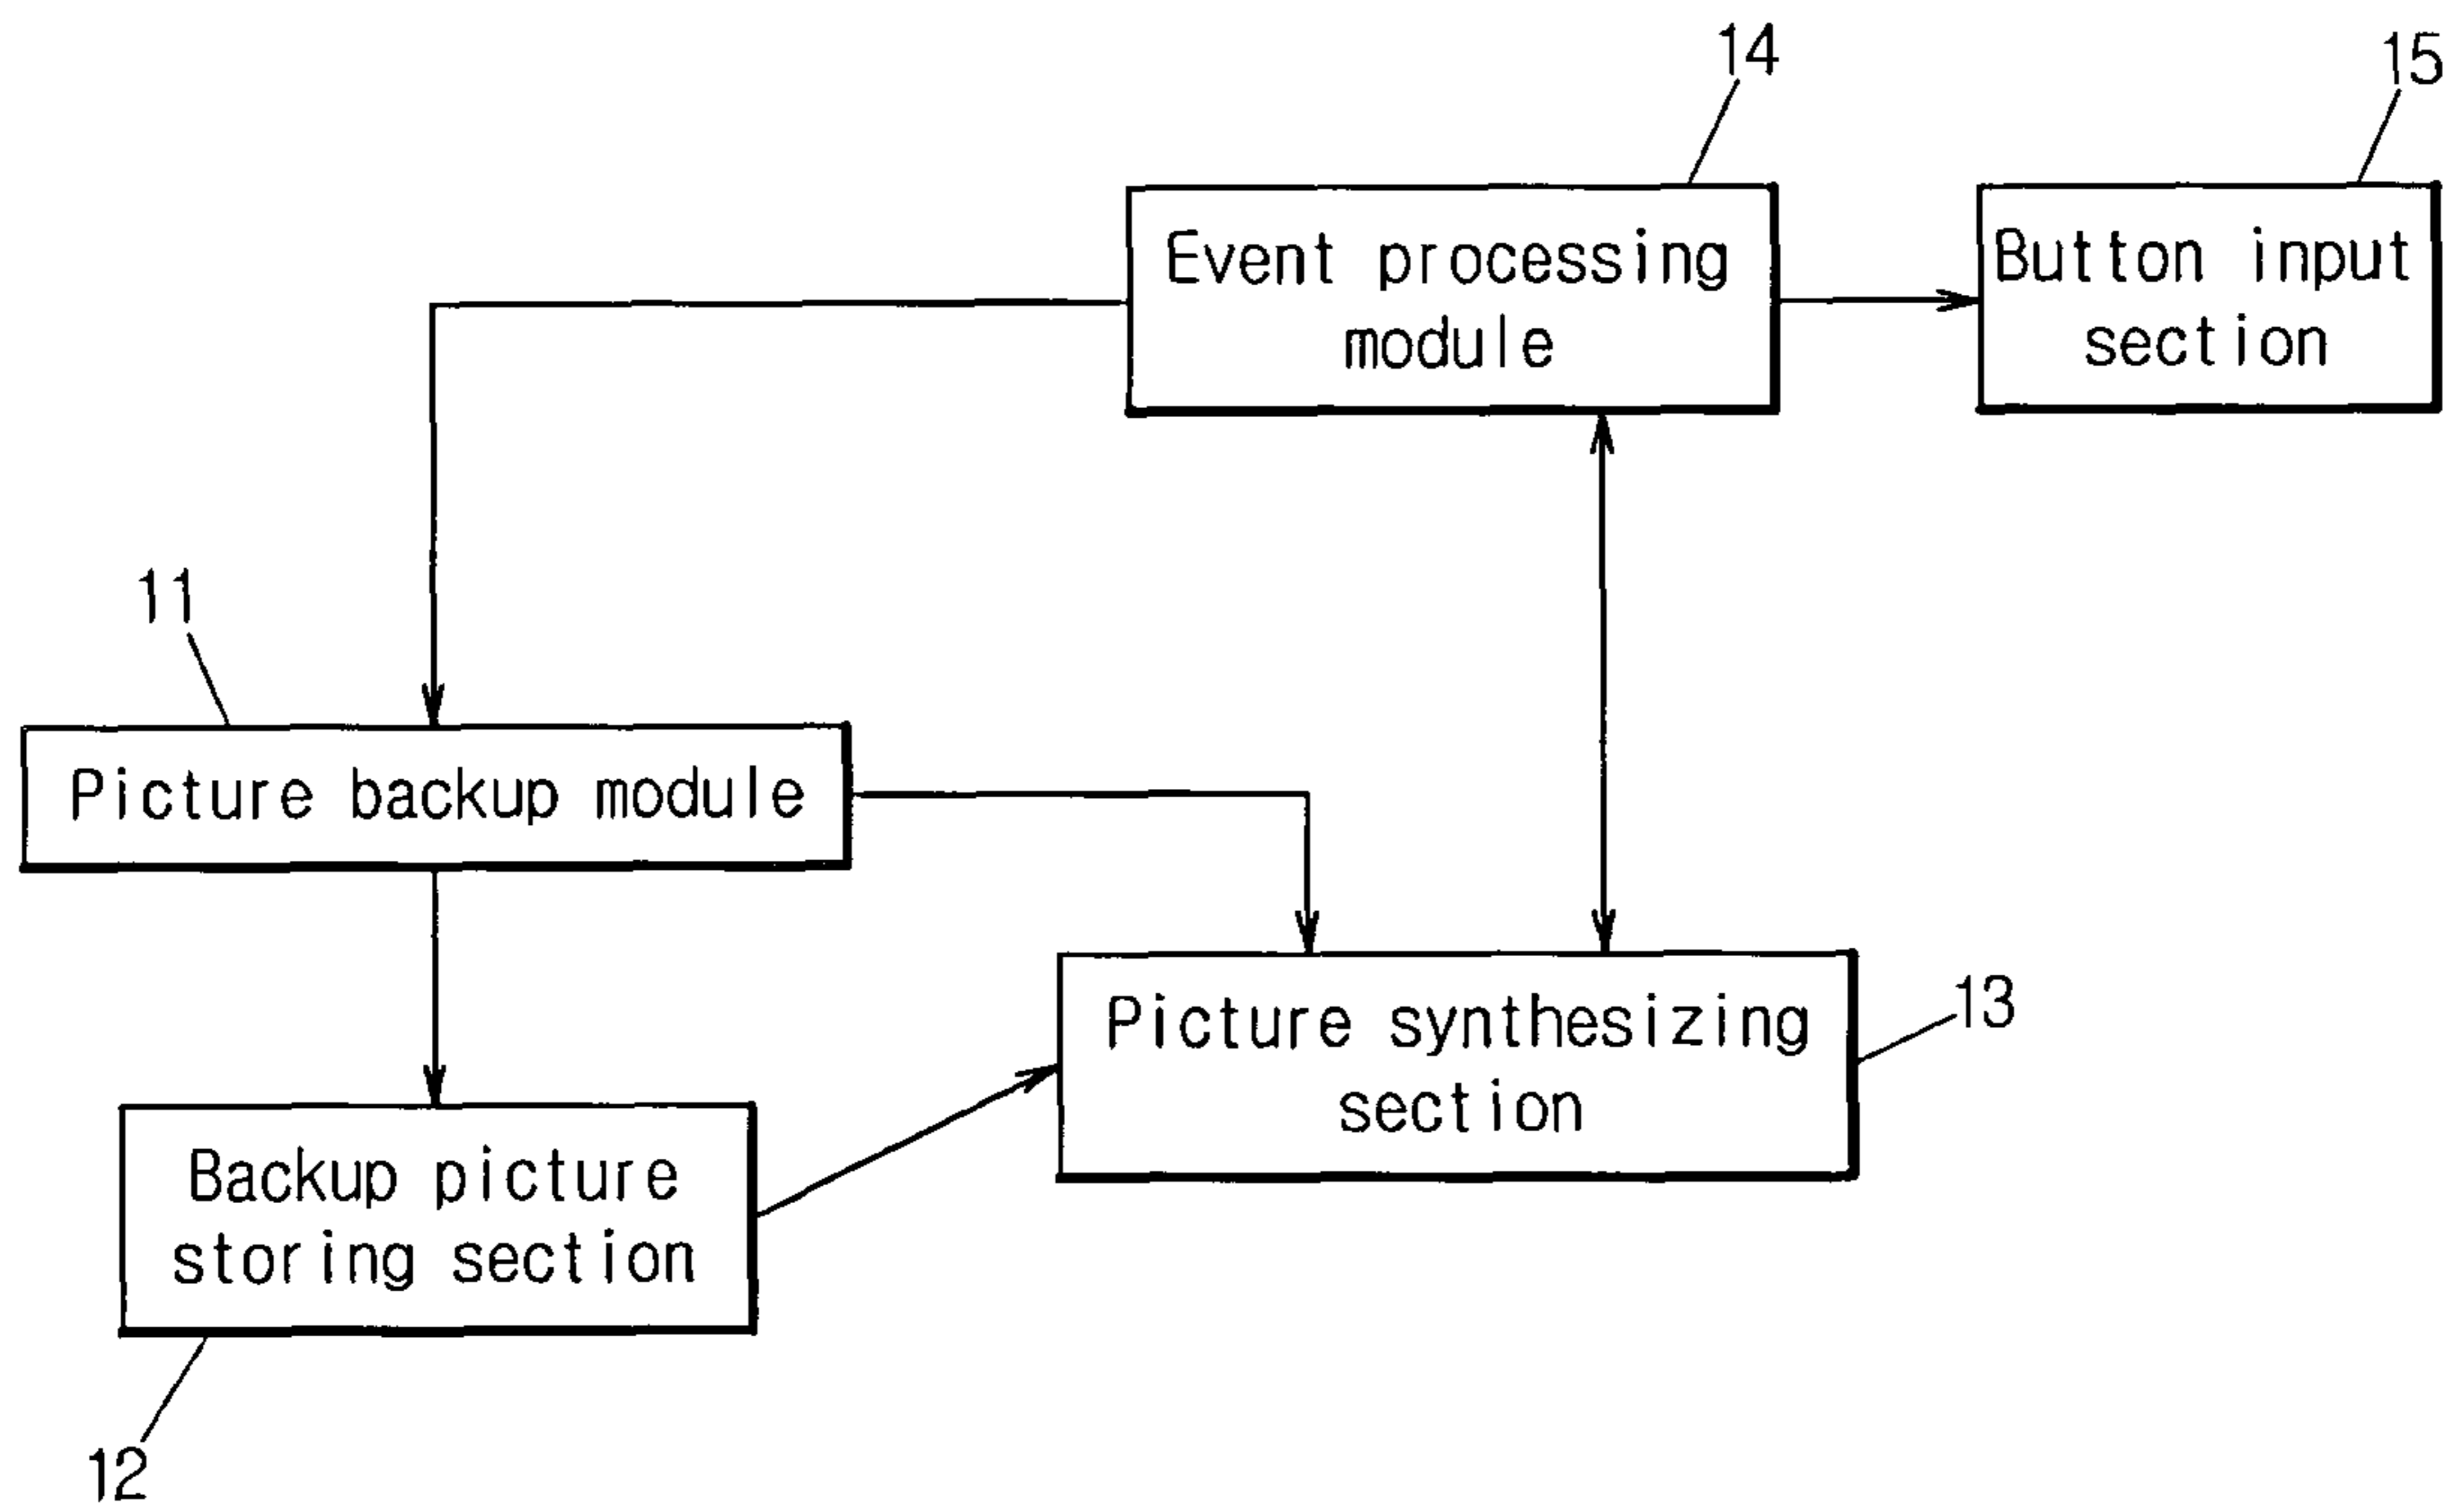 14
15
Event processing
module
Button input
section
11
Picture backup module
Picture synthesizing
section
13
Backup picture
storing section
12